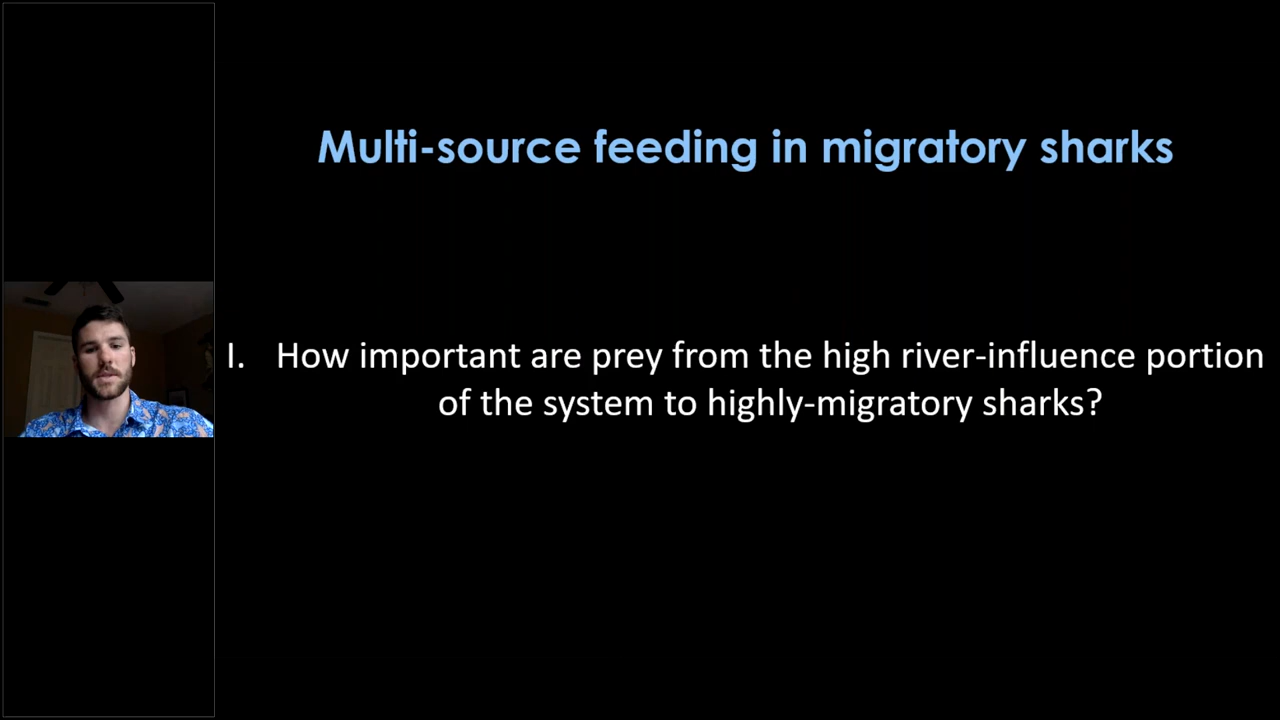 Multi-source feeding in migratory sharks
I. How important are prey from the high river-influence portion
of the system to highly-migratory sharks?